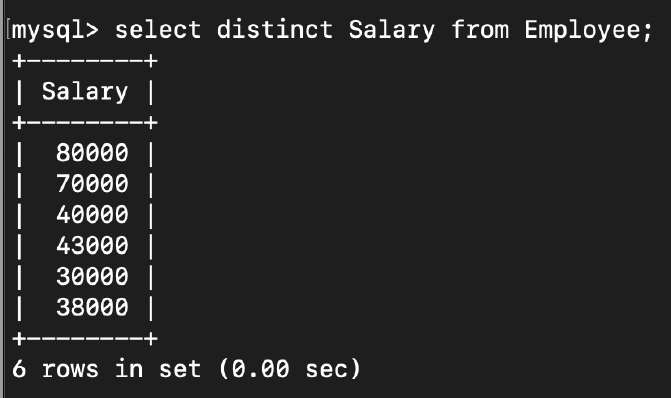 [mysql> select distinct Salary from Employee;
+--------+
| Salary |
+--------+
|  80000 |
|  70000 |
|  40000 |
|  43000 |
|  30000 |
|  38000 |
+--------+
6 rows in set (0.00 sec)